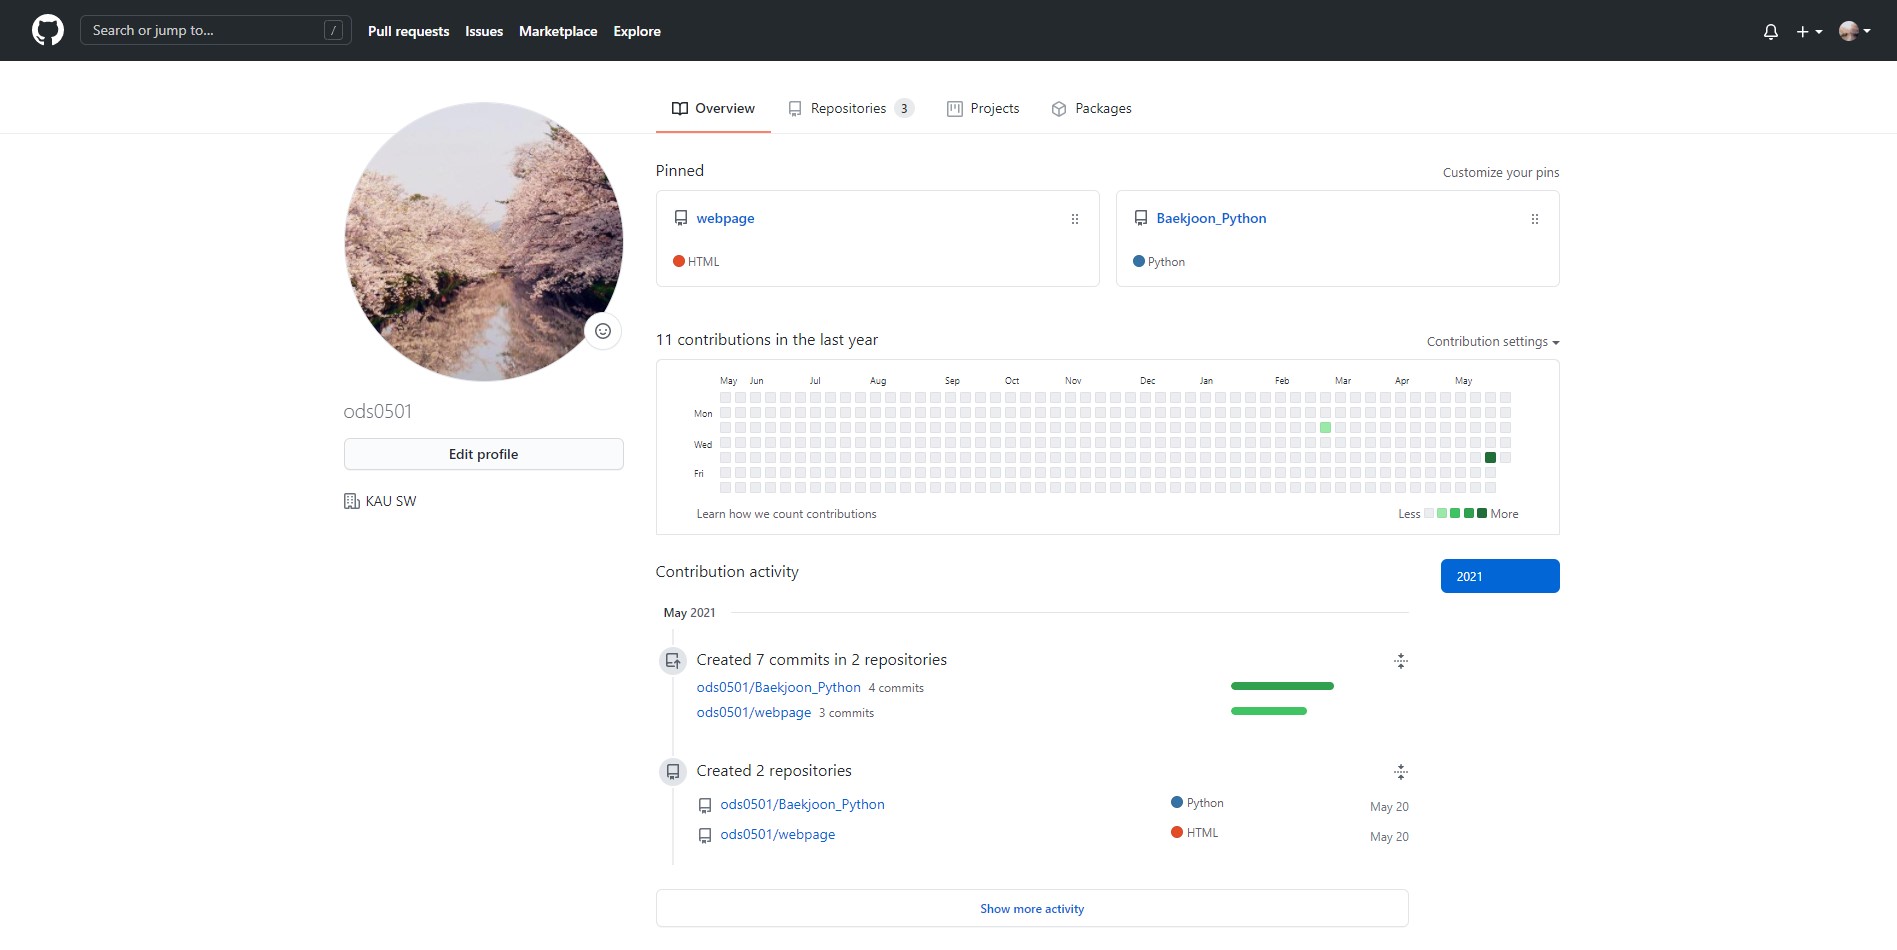 Search or jump to... /
Pull requests Issues Marketplace Explore
Overview Repositories 3 Projects Packages
ods0501
Edit profile
KAU SW
Pinned
Customize your pins
webpage
HTML
Baekjoon_Python
Python
11 contributions in the last year
Contribution settings
May Jun Jul Aug Sep Oct Nov Dec Jan Feb Mar Apr May
Mon
Wed
Fri
Learn how we count contributions
Less More
Contribution activity
2021
May 2021
Created 7 commits in 2 repositories
ods0501/Baekjoon_Python 4 commits
ods0501/webpage 3 commits
Created 2 repositories
ods0501/Baekjoon_Python Python May 20
ods0501/webpage HTML May 20
Show more activity